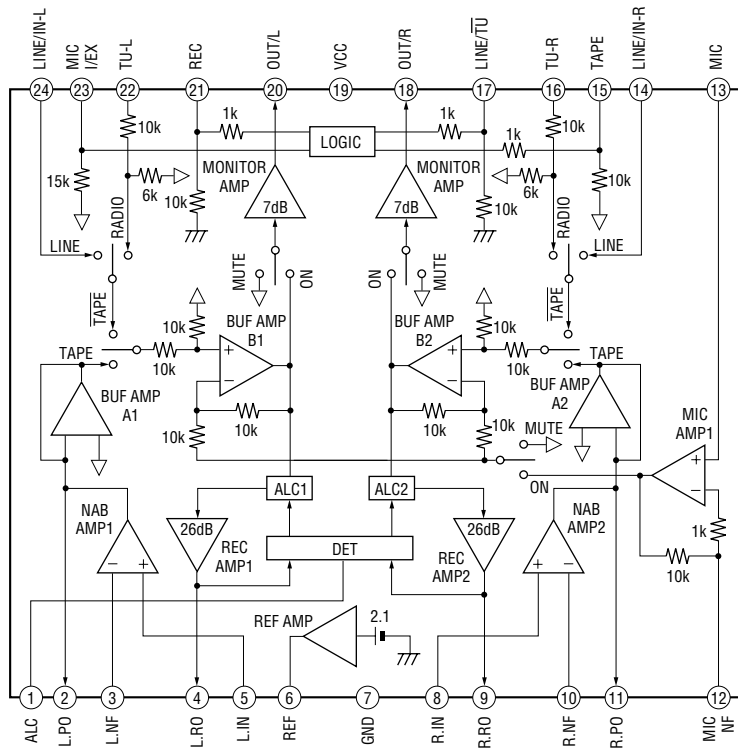 LINE/IN-L
MIC I/EX
TU-L
REC
OUT/L
VCC
OUT/R
LINE/TU
TU-R
TAPE
LINE/IN-R
MIC
24
23
22
21
20
19
18
17
16
15
14
13
10k
1k
LOGIC
1k
1k
10k
15k
6k
10k
MONITOR AMP
7dB
MONITOR AMP
7dB
10k
6k
10k
RADIO
LINE
MUTE
ON
RADIO
LINE
TAPE
TAPE
10k
BUF AMP B1
10k
BUF AMP B2
10k
10k
TAPE
BUF AMP A1
10k
10k
10k
10k
TAPE
BUF AMP A2
MUTE
ON
MIC AMP1
1k
10k
ALC1
ALC2
NAB AMP1
26dB
REC AMP1
DET
26dB
REC AMP2
NAB AMP2
REF AMP
2.1
1
2
3
4
5
6
7
8
9
10
11
12
ALC
L.PO
L.NF
L.RO
L.IN
REF
GND
R.IN
R.RO
R.NF
R.PO
MIC NF